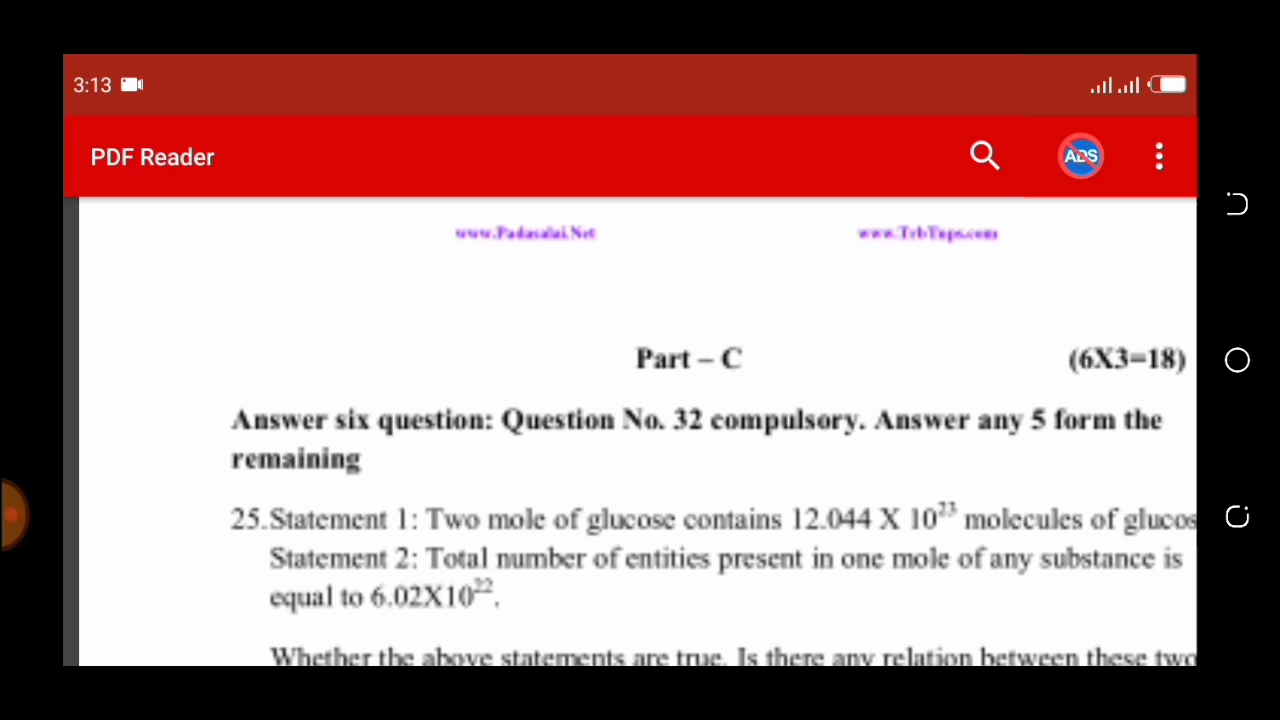 3:13
PDF Reader
ADS
www.Padasalai.Net www.TrbTnps.com
Part – C (6X3=18)
Answer six question: Question No. 32 compulsory. Answer any 5 form the
remaining
25. Statement 1: Two mole of glucose contains 12.044 X 10²³ molecules of glucos
Statement 2: Total number of entities present in one mole of any substance is
equal to 6.02X10²².
Whether the above statements are true. Is there any relation between these two